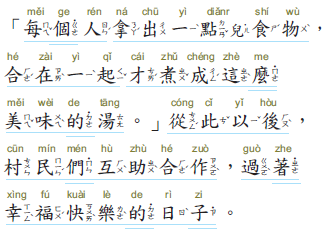 měi ge rén ná chū yì diǎnr shí wù
「每個人拿出一點兒食物，
hé zài yì qǐ cái zhǔ chéng zhè me
合在一起才煮成這麼
měi wèi de tāng cóng cǐ yǐ hòu
美味的湯。」從此以後，
cūn mín men hù zhù hé zuò guò zhe
村民們互助合作，過著
xìng fú kuài lè de rì zi
幸福快樂的日子。